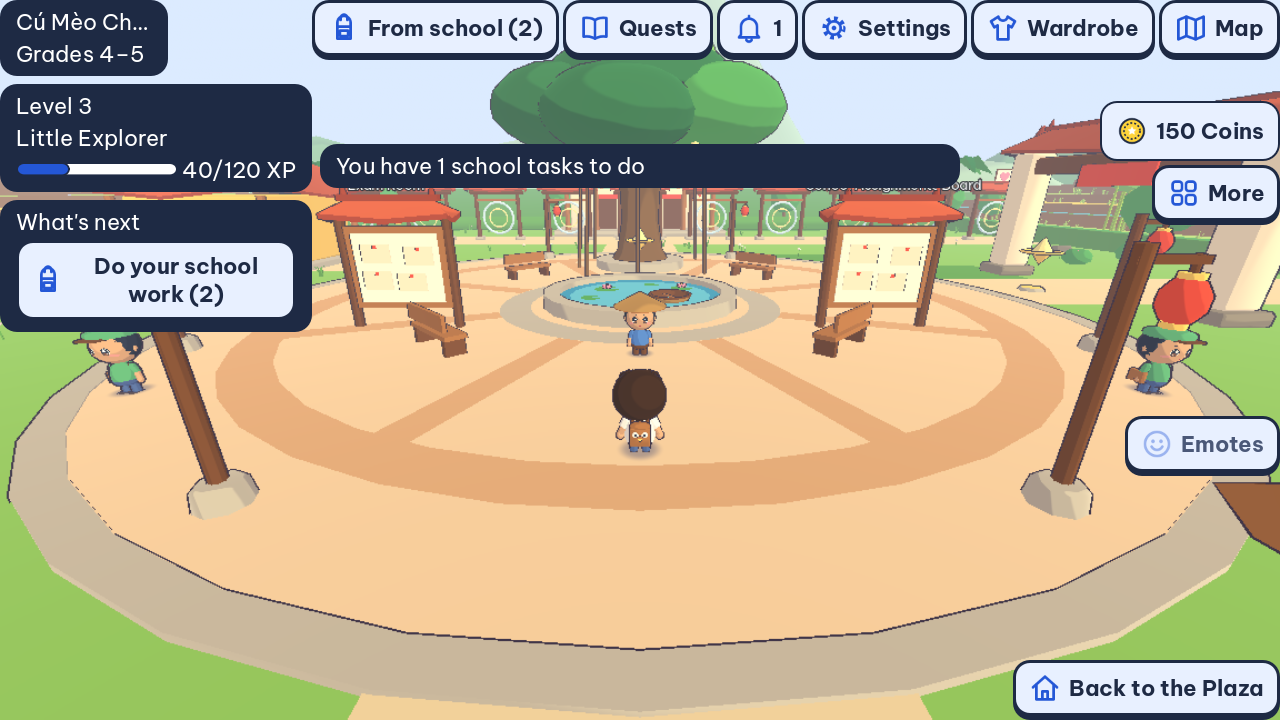 Cú Mèo Ch...
Grades 4–5
From school (2)
Quests
1
Settings
Wardrobe
Map
Level 3
Little Explorer
40/120 XP
150 Coins
You have 1 school tasks to do
More
What's next
Do your school
work (2)
Emotes
Back to the Plaza